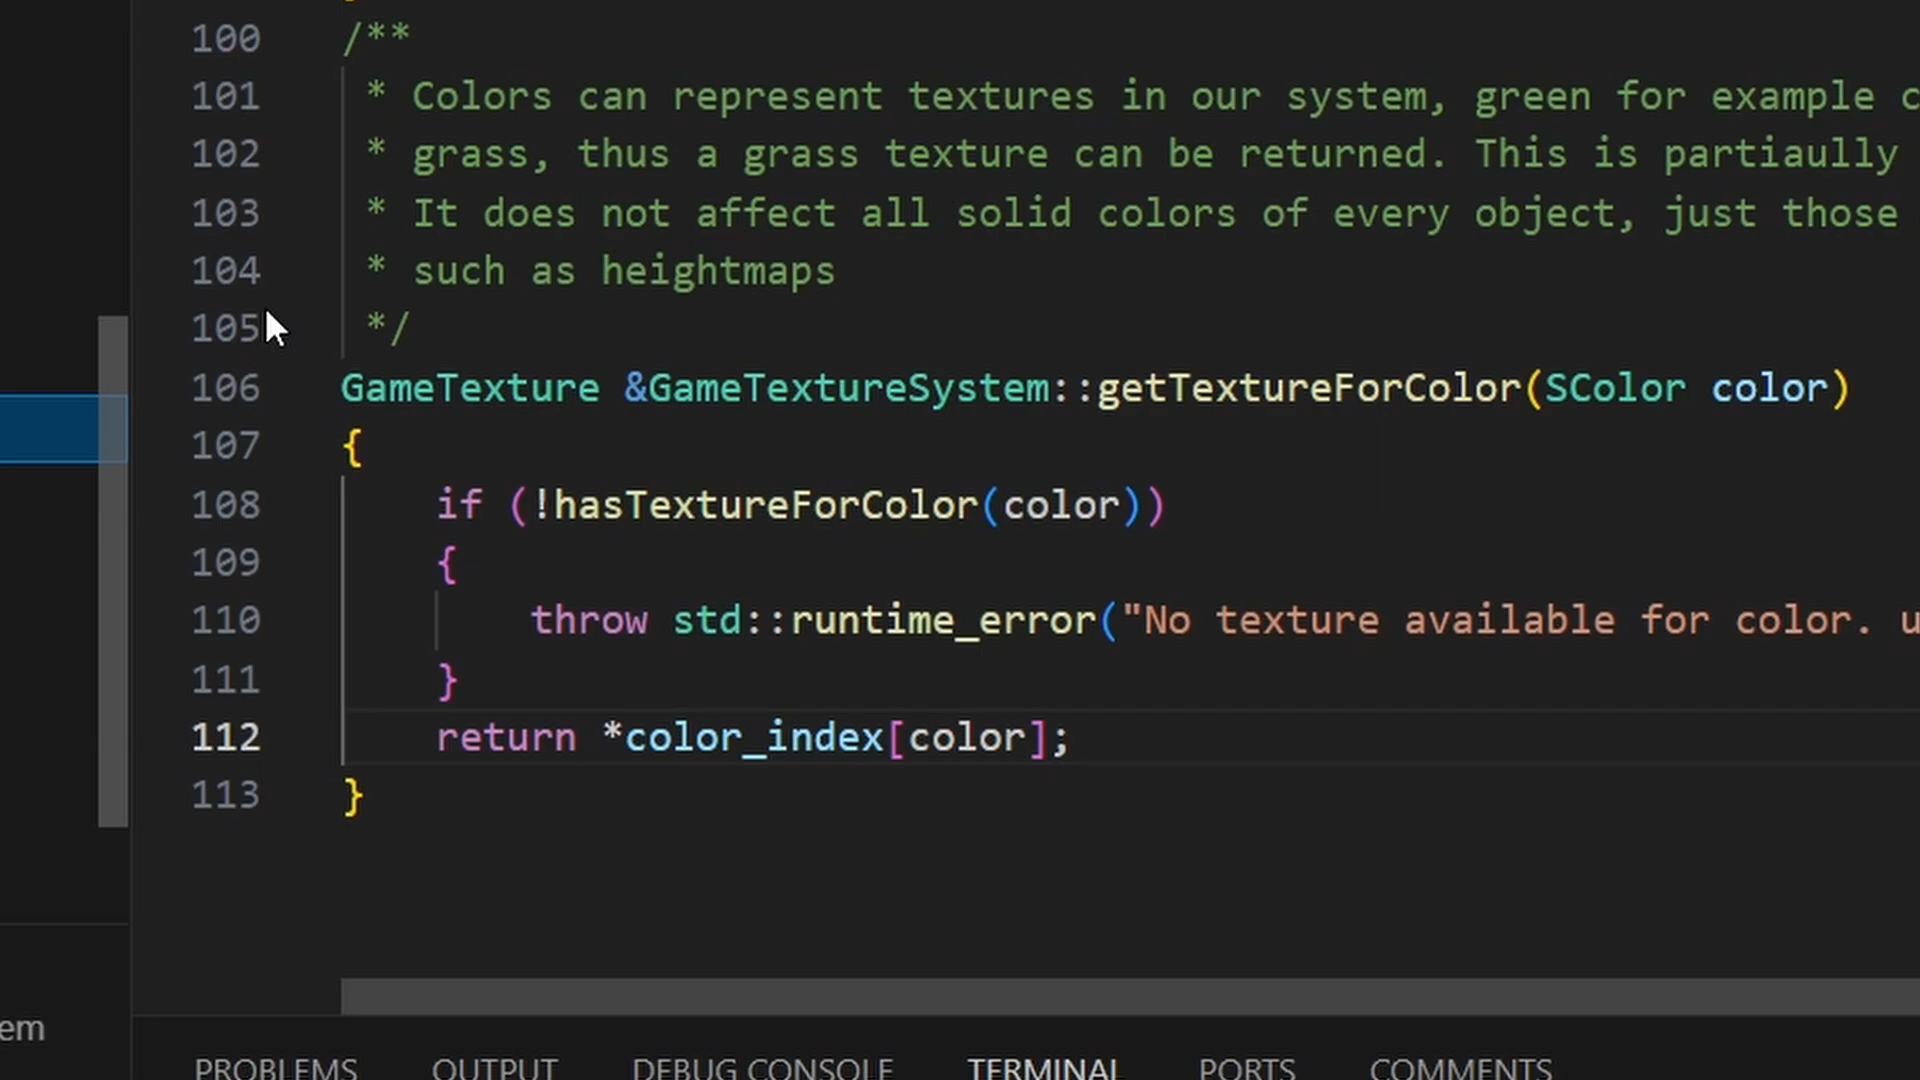 100 /**
101 * Colors can represent textures in our system, green for example
102 * grass, thus a grass texture can be returned. This is partiaully
103 * It does not affect all solid colors of every object, just those
104 * such as heightmaps
105 */
106 GameTexture &GameTextureSystem::getTextureForColor(SColor color)
107 {
108 if (!hasTextureForColor(color))
109 {
110 throw std::runtime_error("No texture available for color.
111 }
112 return *color_index[color];
113 }
em
PROBLEMS OUTPUT DEBUG CONSOLE TERMINAL PORTS COMMENTS